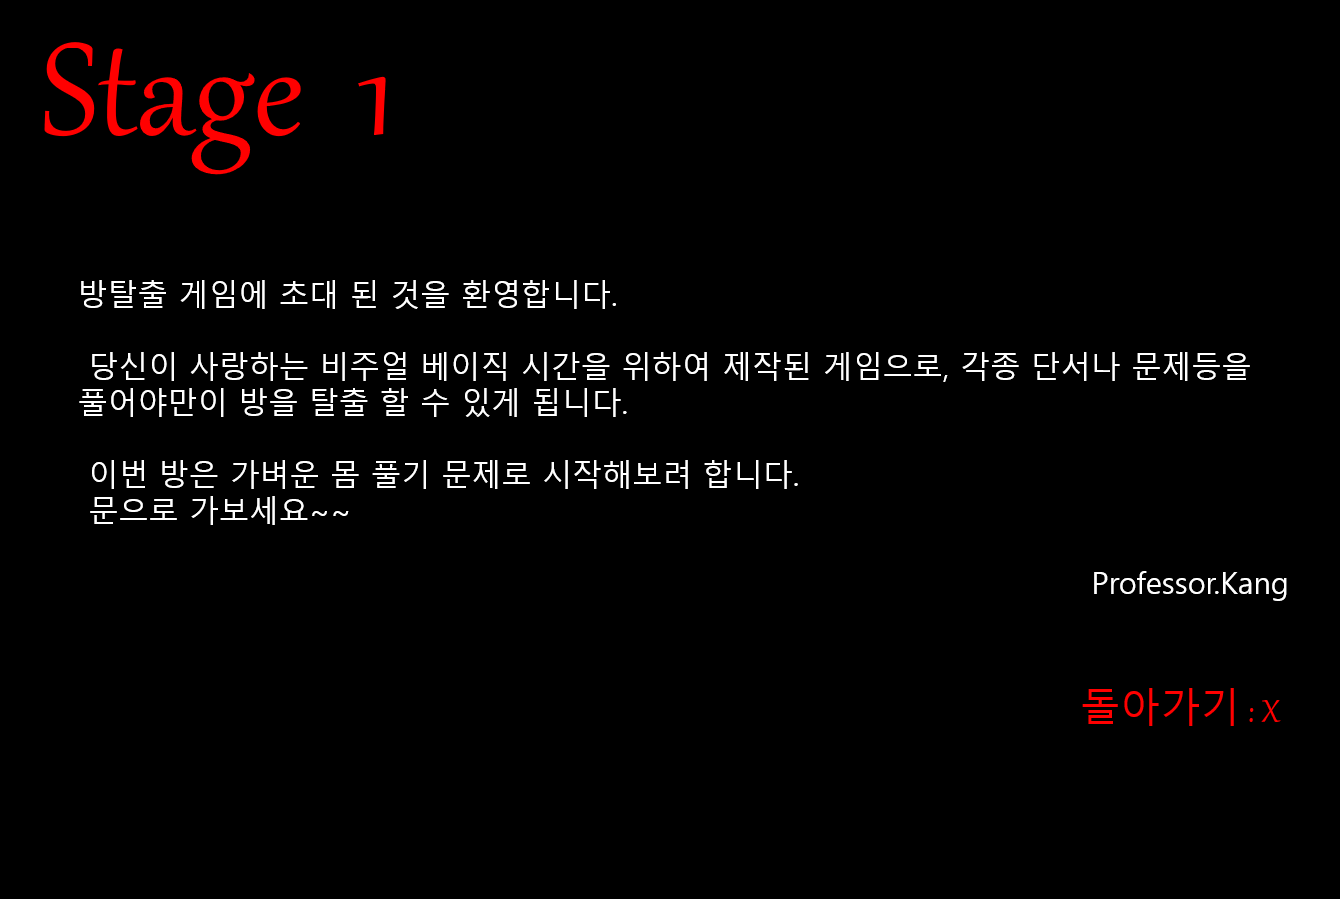 Stage 1
방탈출 게임에 초대 된 것을 환영합니다.
당신이 사랑하는 비주얼 베이직 시간을 위하여 제작된 게임으로, 각종 단서나 문제등을
풀어야만이 방을 탈출 할 수 있게 됩니다.
이번 방은 가벼운 몸 풀기 문제로 시작해보려 합니다.
문으로 가보세요~~
Professor.Kang
돌아가기 : X